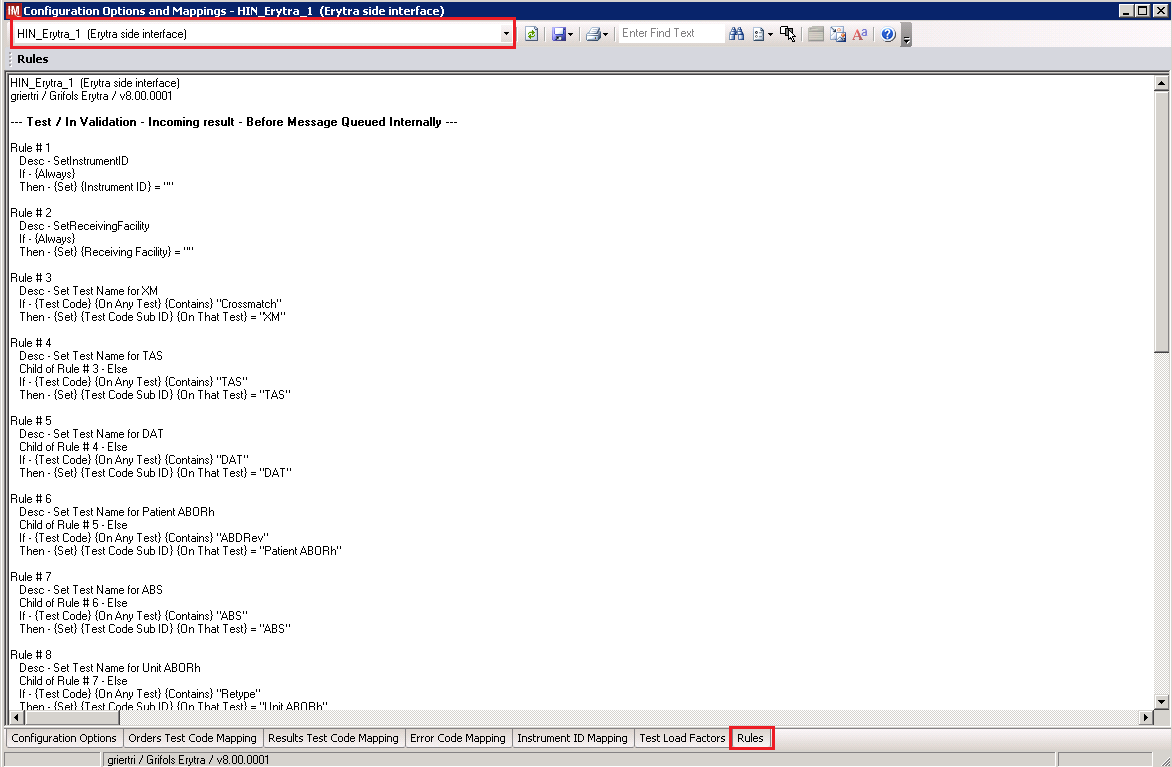 IM Configuration Options and Mappings - HIN_Erytra_1 (Erytra side interface)
HIN_Erytra_1 (Erytra side interface)
Enter Find Text
Rules
HIN_Erytra_1 (Erytra side interface)
griertri / Grifols Erytra / v8.00.0001
--- Test / In Validation - Incoming result - Before Message Queued Internally ---
Rule # 1
Desc - SetInstrumentID
If - {Always}
Then - {Set} {Instrument ID} = ""
Rule # 2
Desc - SetReceivingFacility
If - {Always}
Then - {Set} {Receiving Facility} = ""
Rule # 3
Desc - Set Test Name for XM
If - {Test Code} {On Any Test} {Contains} "Crossmatch"
Then - {Set} {Test Code Sub ID} {On That Test} = "XM"
Rule # 4
Desc - Set Test Name for TAS
Child of Rule # 3 - Else
If - {Test Code} {On Any Test} {Contains} "TAS"
Then - {Set} {Test Code Sub ID} {On That Test} = "TAS"
Rule # 5
Desc - Set Test Name for DAT
Child of Rule # 4 - Else
If - {Test Code} {On Any Test} {Contains} "DAT"
Then - {Set} {Test Code Sub ID} {On That Test} = "DAT"
Rule # 6
Desc - Set Test Name for Patient ABORh
Child of Rule # 5 - Else
If - {Test Code} {On Any Test} {Contains} "ABDRev"
Then - {Set} {Test Code Sub ID} {On That Test} = "Patient ABORh"
Rule # 7
Desc - Set Test Name for ABS
Child of Rule # 6 - Else
If - {Test Code} {On Any Test} {Contains} "ABS"
Then - {Set} {Test Code Sub ID} {On That Test} = "ABS"
Rule # 8
Desc - Set Test Name for Unit ABORh
Child of Rule # 7 - Else
If - {Test Code} {On Any Test} {Contains} "Retype"
Then - {Set} {Test Code Sub ID} {On That Test} = "Unit ABORh"
Configuration Options Orders Test Code Mapping Results Test Code Mapping Error Code Mapping Instrument ID Mapping Test Load Factors Rules
griertri / Grifols Erytra / v8.00.0001